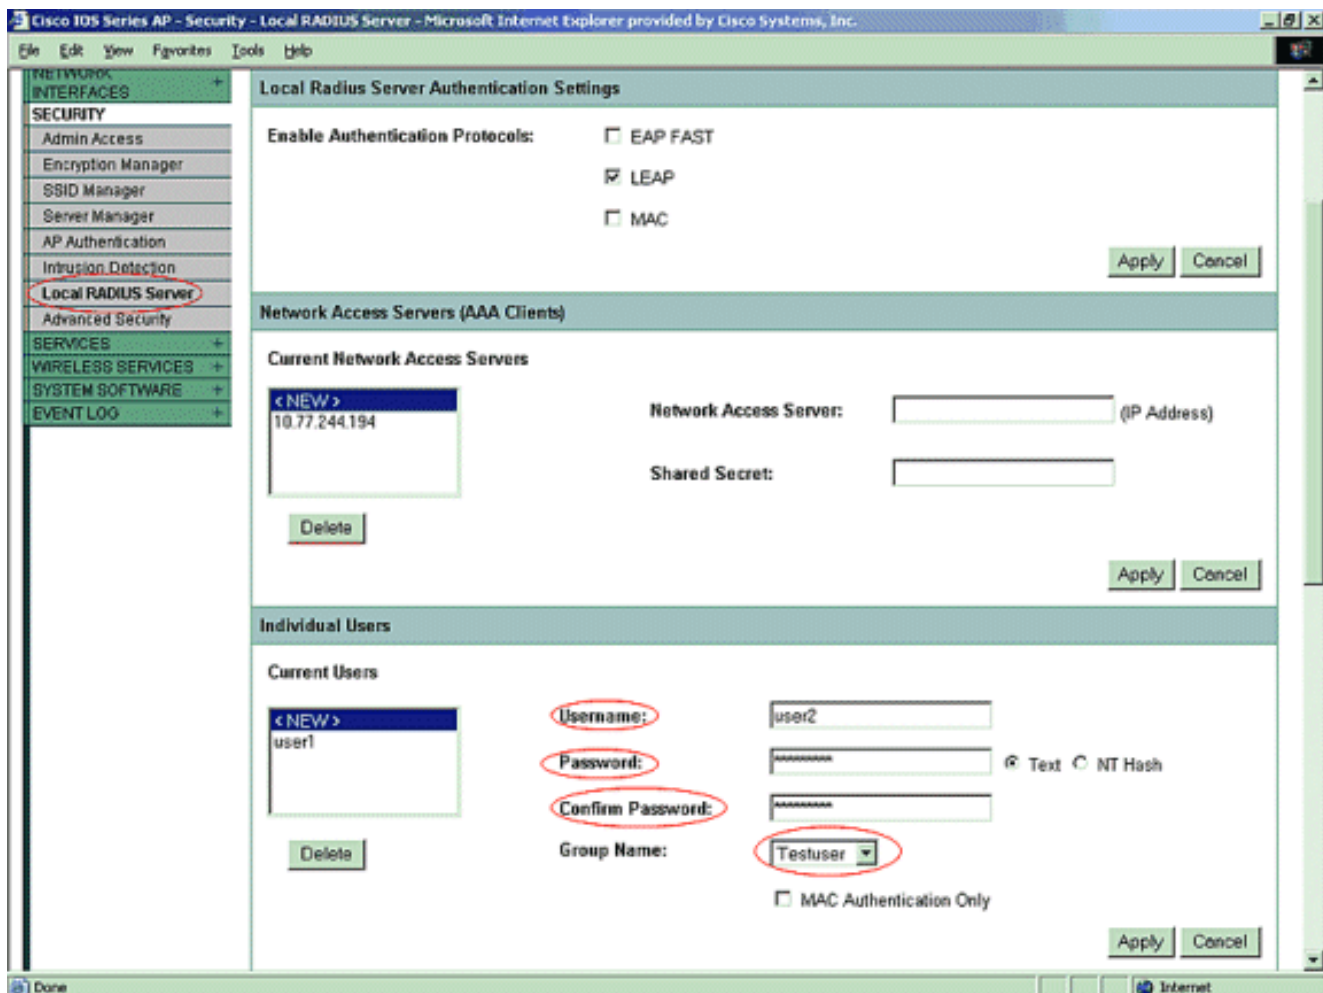 Cisco IOS Series AP - Security - Local RADIUS Server - Microsoft Internet Explorer provided by Cisco Systems, Inc.
File Edit View Favorites Tools Help
NETWORK
INTERFACES +
SECURITY
Admin Access
Encryption Manager
SSID Manager
Server Manager
AP Authentication
Intrusion Detection
Local RADIUS Server
Advanced Security
SERVICES +
WIRELESS SERVICES +
SYSTEM SOFTWARE +
EVENT LOG +
Local Radius Server Authentication Settings
Enable Authentication Protocols: EAP FAST
LEAP
MAC
Apply Cancel
Network Access Servers (AAA Clients)
Current Network Access Servers
< NEW >
10.77.244.194
Delete
Network Access Server: (IP Address)
Shared Secret:
Apply Cancel
Individual Users
Current Users
< NEW >
user1
Delete
Username: user2
Password: ********* Text NT Hash
Confirm Password: *********
Group Name: Testuser
MAC Authentication Only
Apply Cancel
Done Internet